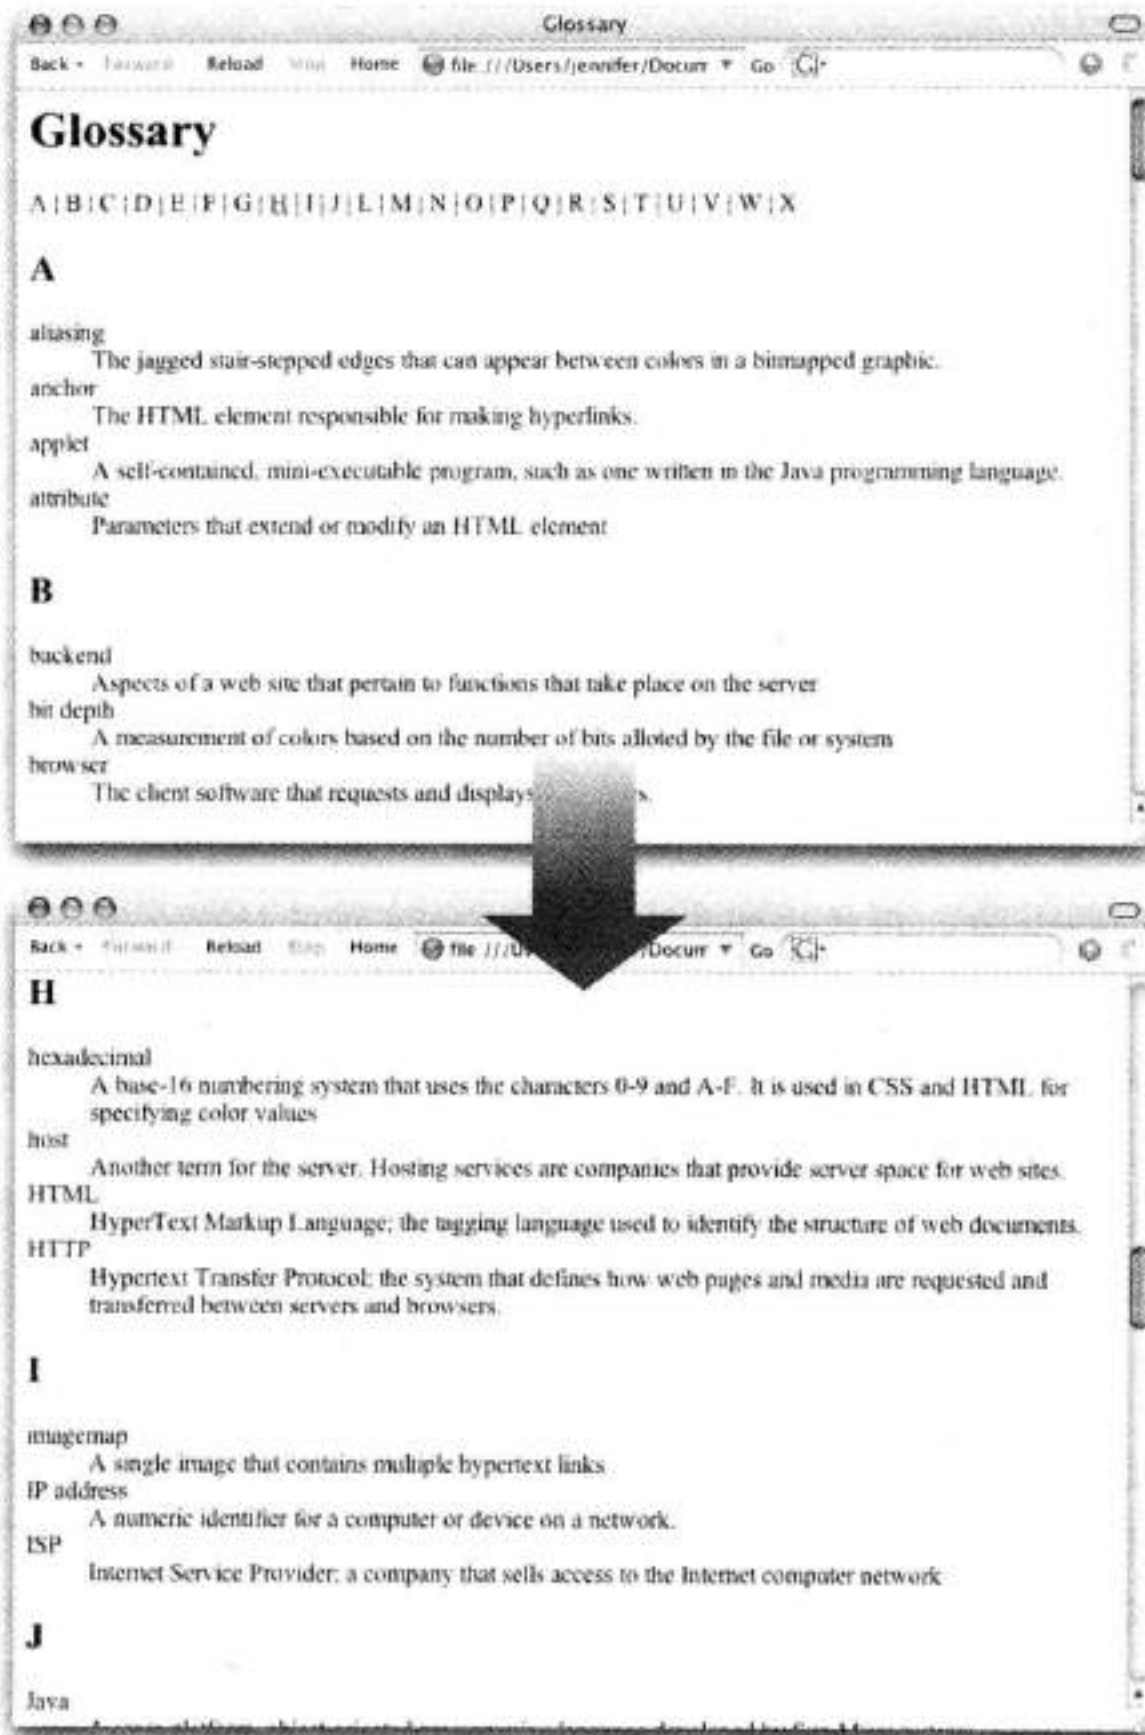 Glossary
Back Forward Reload Stop Home file:///Users/jennifer/Docum Go
Glossary
A | B | C | D | E | F | G | H | I | J | L | M | N | O | P | Q | R | S | T | U | V | W | X
A
aliasing
The jagged stair-stepped edges that can appear between colors in a bitmapped graphic.
anchor
The HTML element responsible for making hyperlinks.
applet
A self-contained, mini-executable program, such as one written in the Java programming language.
attribute
Parameters that extend or modify an HTML element
B
backend
Aspects of a web site that pertain to functions that take place on the server
bit depth
A measurement of colors based on the number of bits alloted by the file or system
browser
The client software that requests and displays
Back Forward Reload Stop Home file:///U /Docum Go
H
hexadecimal
A base-16 numbering system that uses the characters 0-9 and A-F. It is used in CSS and HTML for
specifying color values
host
Another term for the server. Hosting services are companies that provide server space for web sites.
HTML
HyperText Markup Language; the tagging language used to identify the structure of web documents.
HTTP
Hypertext Transfer Protocol; the system that defines how web pages and media are requested and
transferred between servers and browsers.
I
imagemap
A single image that contains multiple hypertext links
IP address
A numeric identifier for a computer or device on a network.
ISP
Internet Service Provider; a company that sells access to the Internet computer network
J
Java